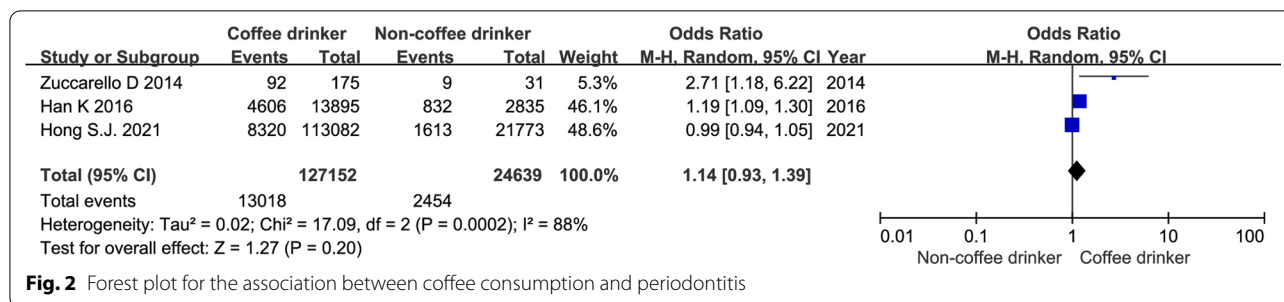 Coffee drinker Non-coffee drinker Odds Ratio Odds Ratio
Study or Subgroup Events Total Events Total Weight M-H, Random, 95% CI Year M-H, Random, 95% CI
Zuccarello D 2014 92 175 9 31 5.3% 2.71 [1.18, 6.22] 2014
Han K 2016 4606 13895 832 2835 46.1% 1.19 [1.09, 1.30] 2016
Hong S.J. 2021 8320 113082 1613 21773 48.6% 0.99 [0.94, 1.05] 2021
Total (95% CI) 127152 24639 100.0% 1.14 [0.93, 1.39]
Total events 13018 2454
Heterogeneity: Tau² = 0.02; Chi² = 17.09, df = 2 (P = 0.0002); I² = 88%
Test for overall effect: Z = 1.27 (P = 0.20)
0.01 0.1 1 10 100
Non-coffee drinker Coffee drinker
Fig. 2 Forest plot for the association between coffee consumption and periodontitis